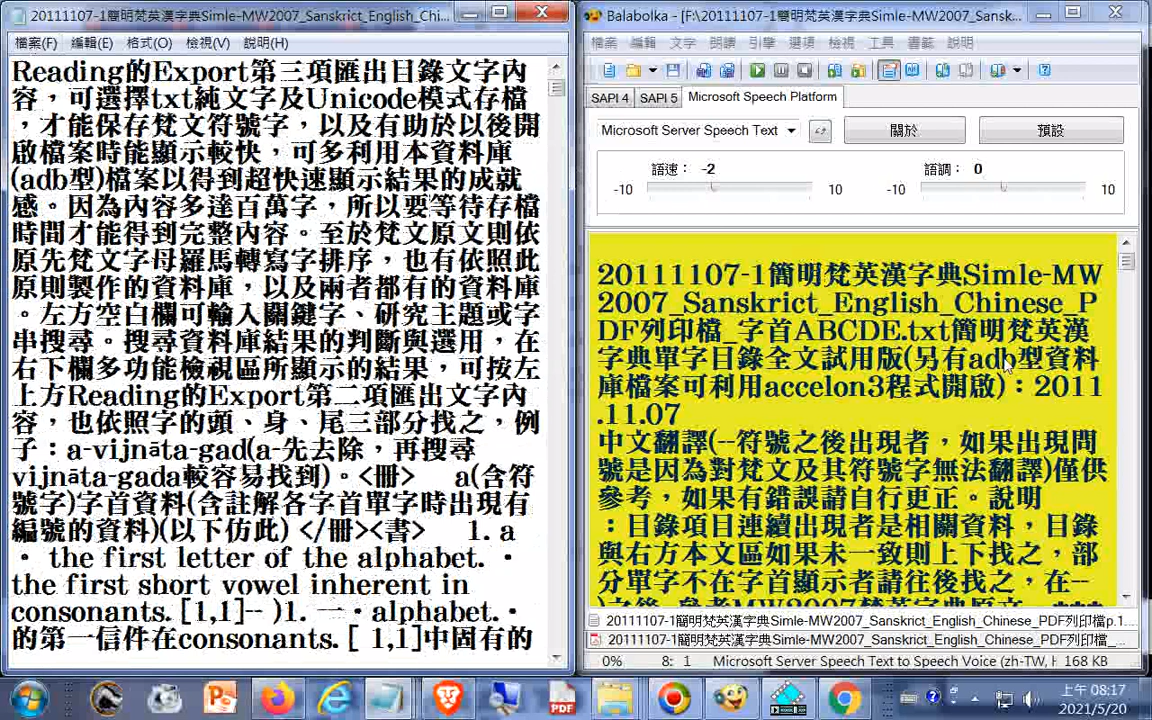 20111107-1簡明梵英漢字典Simle-MW2007_Sanskrict_English_Chi...
檔案(F) 編輯(E) 格式(O) 檢視(V) 說明(H)
Reading的Export第三項匯出目錄文字內
容，可選擇txt純文字及Unicode模式存檔
，才能保存梵文符號字，以及有助於以後開
啟檔案時能顯示較快，可多利用本資料庫
(adb型)檔案以得到超快速顯示結果的成就
感。因為內容多達百萬字，所以要等待存檔
時間才能得到完整內容。至於梵文原文則依
原先梵文字母羅馬轉寫字排序，也有依照此
原則製作的資料庫，以及兩者都有的資料庫
。左方空白欄可輸入關鍵字、研究主題或字
串搜尋。搜尋資料庫結果的判斷與選用，在
右下欄多功能檢視區所顯示的結果，可按左
上方Reading的Export第二項匯出文字內
容，也依照字的頭、身、尾三部分找之，例
子：a-vijnāta-gad(a-先去除，再搜尋
vijnāta-gada較容易找到)。<冊> a(含符
號字)字首資料(含註解各字首單字時出現有
編號的資料)(以下仿此) </冊><書> 1. a
• the first letter of the alphabet. •
the first short vowel inherent in
consonants. [1,1]-- )1. 一 • alphabet. •
的第一信件在consonants. [ 1,1]中固有的
Balabolka - [F:\20111107-1簡明梵英漢字典Simle-MW2007_Sansk...
檔案 編輯 文字 朗讀 引擎 選項 檢視 工具 書籤 說明
SAPI 4 SAPI 5 Microsoft Speech Platform
Microsoft Server Speech Text 關於 預設
語速： -2 語調： 0
-10 10 -10 10
20111107-1簡明梵英漢字典Simle-MW
2007_Sanskrict_English_Chinese_P
DF列印檔_字首ABCDE.txt簡明梵英漢
字典單字目錄全文試用版(另有adb型資料
庫檔案可利用accelon3程式開啟)：2011
.11.07
中文翻譯(--符號之後出現者，如果出現問
號是因為對梵文及其符號字無法翻譯)僅供
參考，如果有錯誤請自行更正。說明
：目錄項目連續出現者是相關資料，目錄
與右方本文區如果未一致則上下找之，部
分單字不在字首顯示者請往後找之，在--
20111107-1簡明梵英漢字典Simle-MW2007_Sanskrict_English_Chinese_PDF列印檔p.1...
20111107-1簡明梵英漢字典Simle-MW2007_Sanskrict_English_Chinese_PDF列印檔_...
0% 8: 1 Microsoft Server Speech Text to Speech Voice (zh-TW, H 168 KB
上午 08:17
2021/5/20